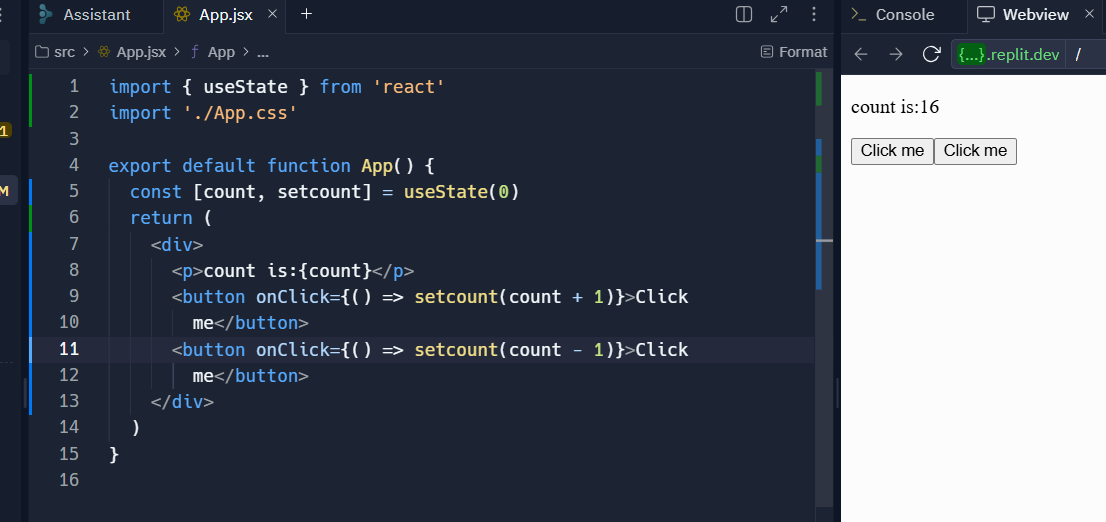 Assistant
App.jsx
Console
Webview
src > App.jsx > f App > ...
Format
{...}.replit.dev /
1 import { useState } from 'react'
2 import './App.css'
3
4 export default function App() {
5 const [count, setcount] = useState(0)
6 return (
7 <div>
8 <p>count is:{count}</p>
9 <button onClick={() => setcount(count + 1)}>Click
10 me</button>
11 <button onClick={() => setcount(count - 1)}>Click
12 me</button>
13 </div>
14 )
15 }
16
1
M
count is:16
Click me Click me